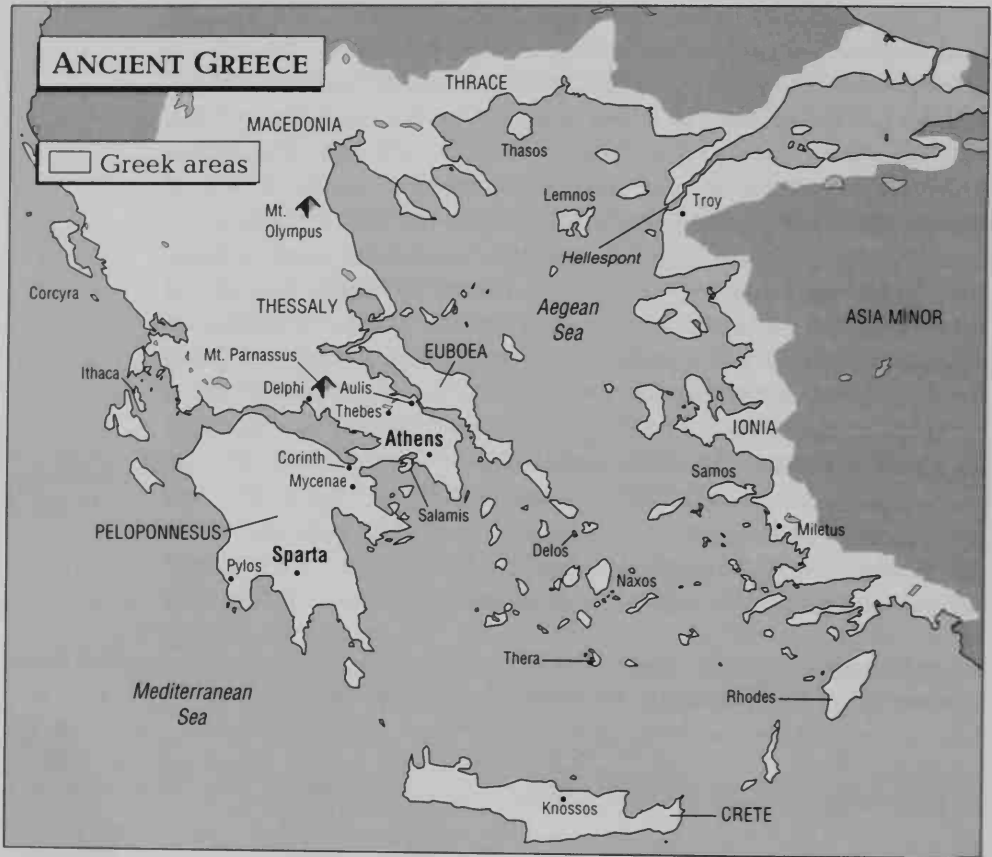 ANCIENT GREECE
Greek areas
THRACE
MACEDONIA
Thasos
Mt.
Olympus
Lemnos
Troy
Hellespont
Corcyra
THESSALY
Aegean
Sea
ASIA MINOR
Mt. Parnassus
EUBOEA
Ithaca
Delphi
Aulis
Thebes
Athens
IONIA
Corinth
Mycenae
Samos
Salamis
PELOPONNESUS
Miletus
Delos
Sparta
Pylos
Naxos
Thera
Mediterranean
Sea
Rhodes
Knossos
CRETE